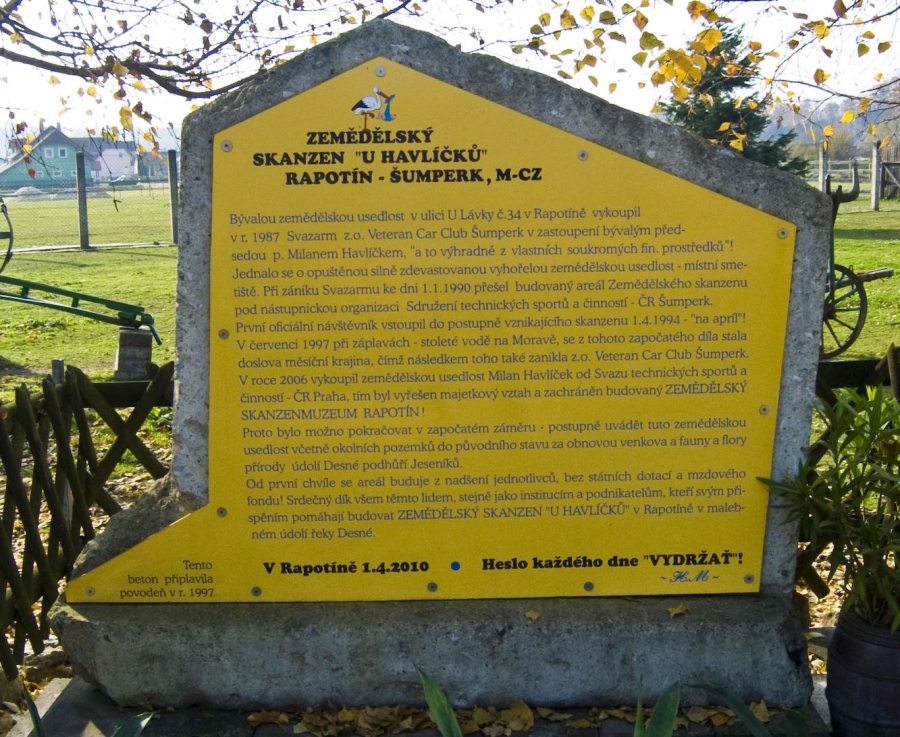 ZEMĚDĚLSKÝ
SKANZEN "U HAVLÍČKŮ"
RAPOTÍN - ŠUMPERK, M-CZ
Bývalou zemědělskou usedlost v ulici U Lávky č.34 v Rapotíně vykoupil
v r. 1987 Svazarm z.o. Veteran Car Club Šumperk v zastoupení bývalým před-
sedou p. Milanem Havlíčkem, "a to výhradně z vlastních soukromých fin. prostředků"!
Jednalo se o opuštěnou silně zdevastovanou vyhořelou zemědělskou usedlost - místní sme-
tiště. Při zániku Svazarmu ke dni 1.1.1990 přešel budovaný areál Zemědělského skanzenu
pod nástupnickou organizaci Sdružení technických sportů a činností - ČR Šumperk.
První oficiální návštěvník vstoupil do postupně vznikajícího skanzenu 1.4.1994 - "na apríl"!
V červenci 1997 při záplavách - stoleté vodě na Moravě, se z tohoto započatého díla stala
doslova měsíční krajina, čímž následkem toho také zanikla z.o. Veteran Car Club Šumperk.
V roce 2006 vykoupil zemědělskou usedlost Milan Havlíček od Svazu technických sportů a
činností - ČR Praha, tím byl vyřešen majetkový vztah a zachráněn budovaný ZEMĚDĚLSKÝ
SKANZENMUZEUM RAPOTÍN!
Proto bylo možno pokračovat v započatém záměru - postupně uvádět tuto zemědělskou
usedlost včetně okolních pozemků do původního stavu za obnovou venkova a fauny a flory
přírody údolí Desné podhůří Jeseníků.
Od první chvíle se areál buduje z nadšení jednotlivců, bez státních dotací a mzdového
fondu! Srdečný dík všem těmto lidem, stejně jako institucím a podnikatelům, kteří svým při-
spěním pomáhají budovat ZEMĚDĚLSKÝ SKANZEN "U HAVLÍČKŮ" v Rapotíně v maleb-
ném údolí řeky Desné.
Tento
beton připlavila
povodeň v r. 1997
V Rapotíně 1.4.2010 • Heslo každého dne "VYDRŽAŤ"!
~ H.M ~